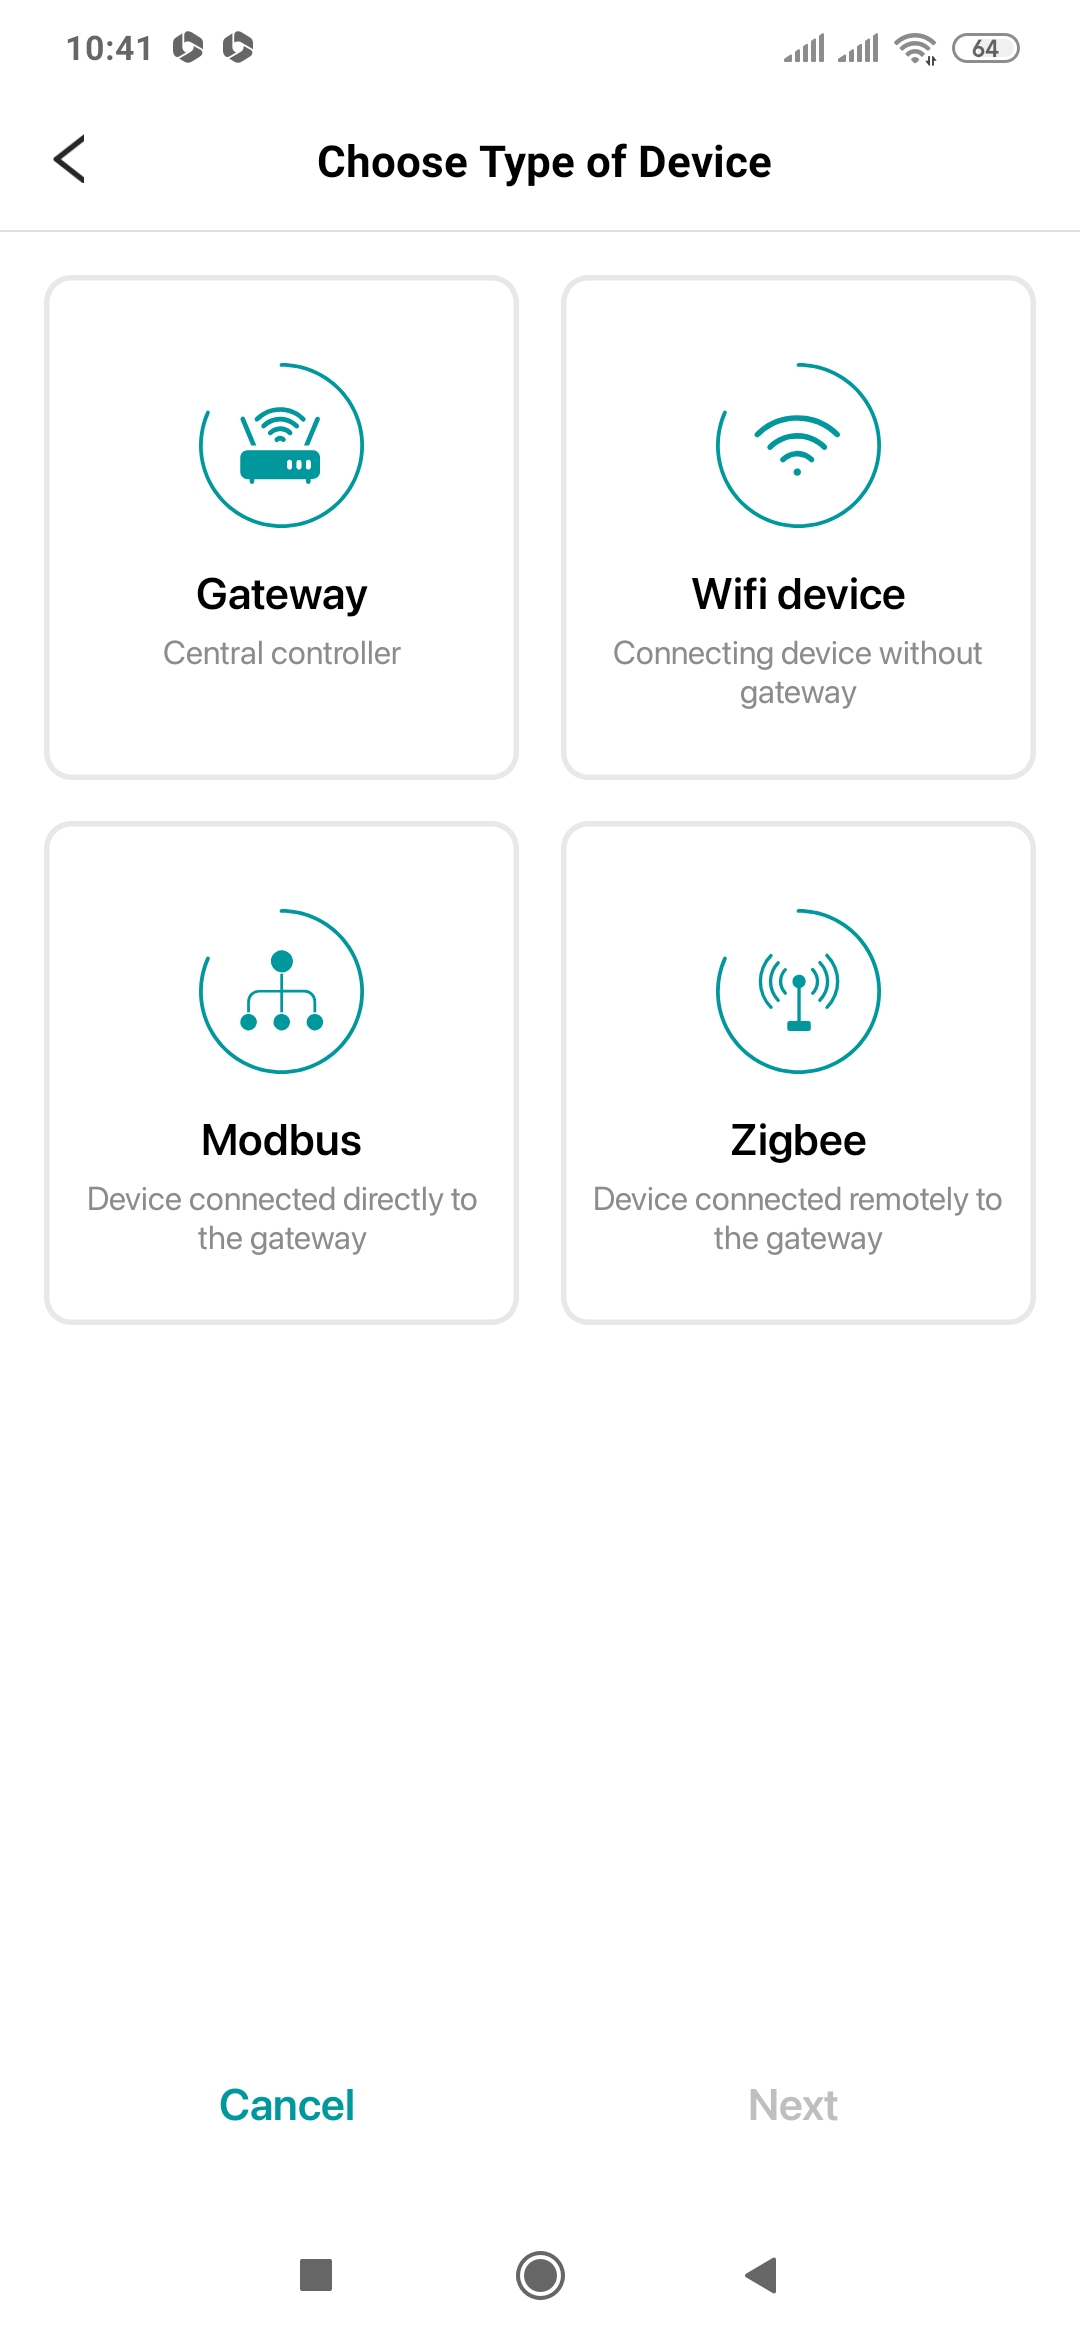 10:41
64
Choose Type of Device
Gateway
Central controller
Wifi device
Connecting device without
gateway
Modbus
Device connected directly to
the gateway
Zigbee
Device connected remotely to
the gateway
Cancel
Next